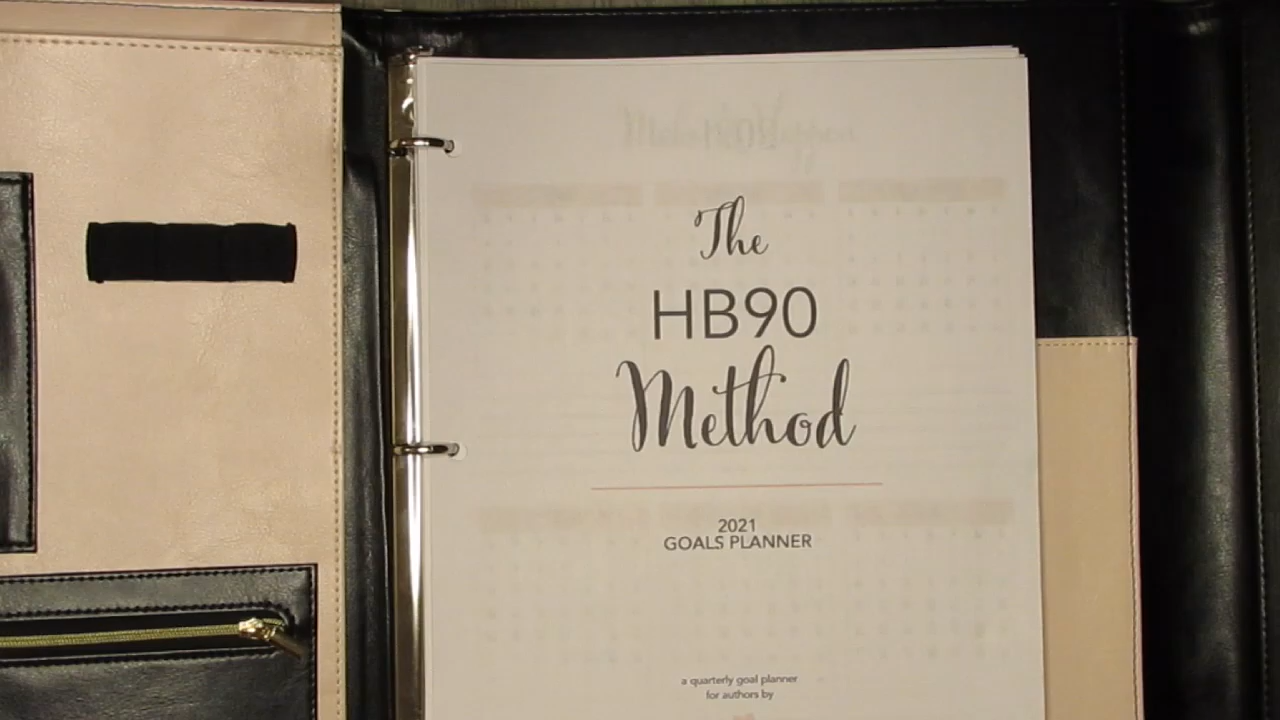 The
HB90
Method
2021
GOALS PLANNER
a quarterly goal planner
for authors by